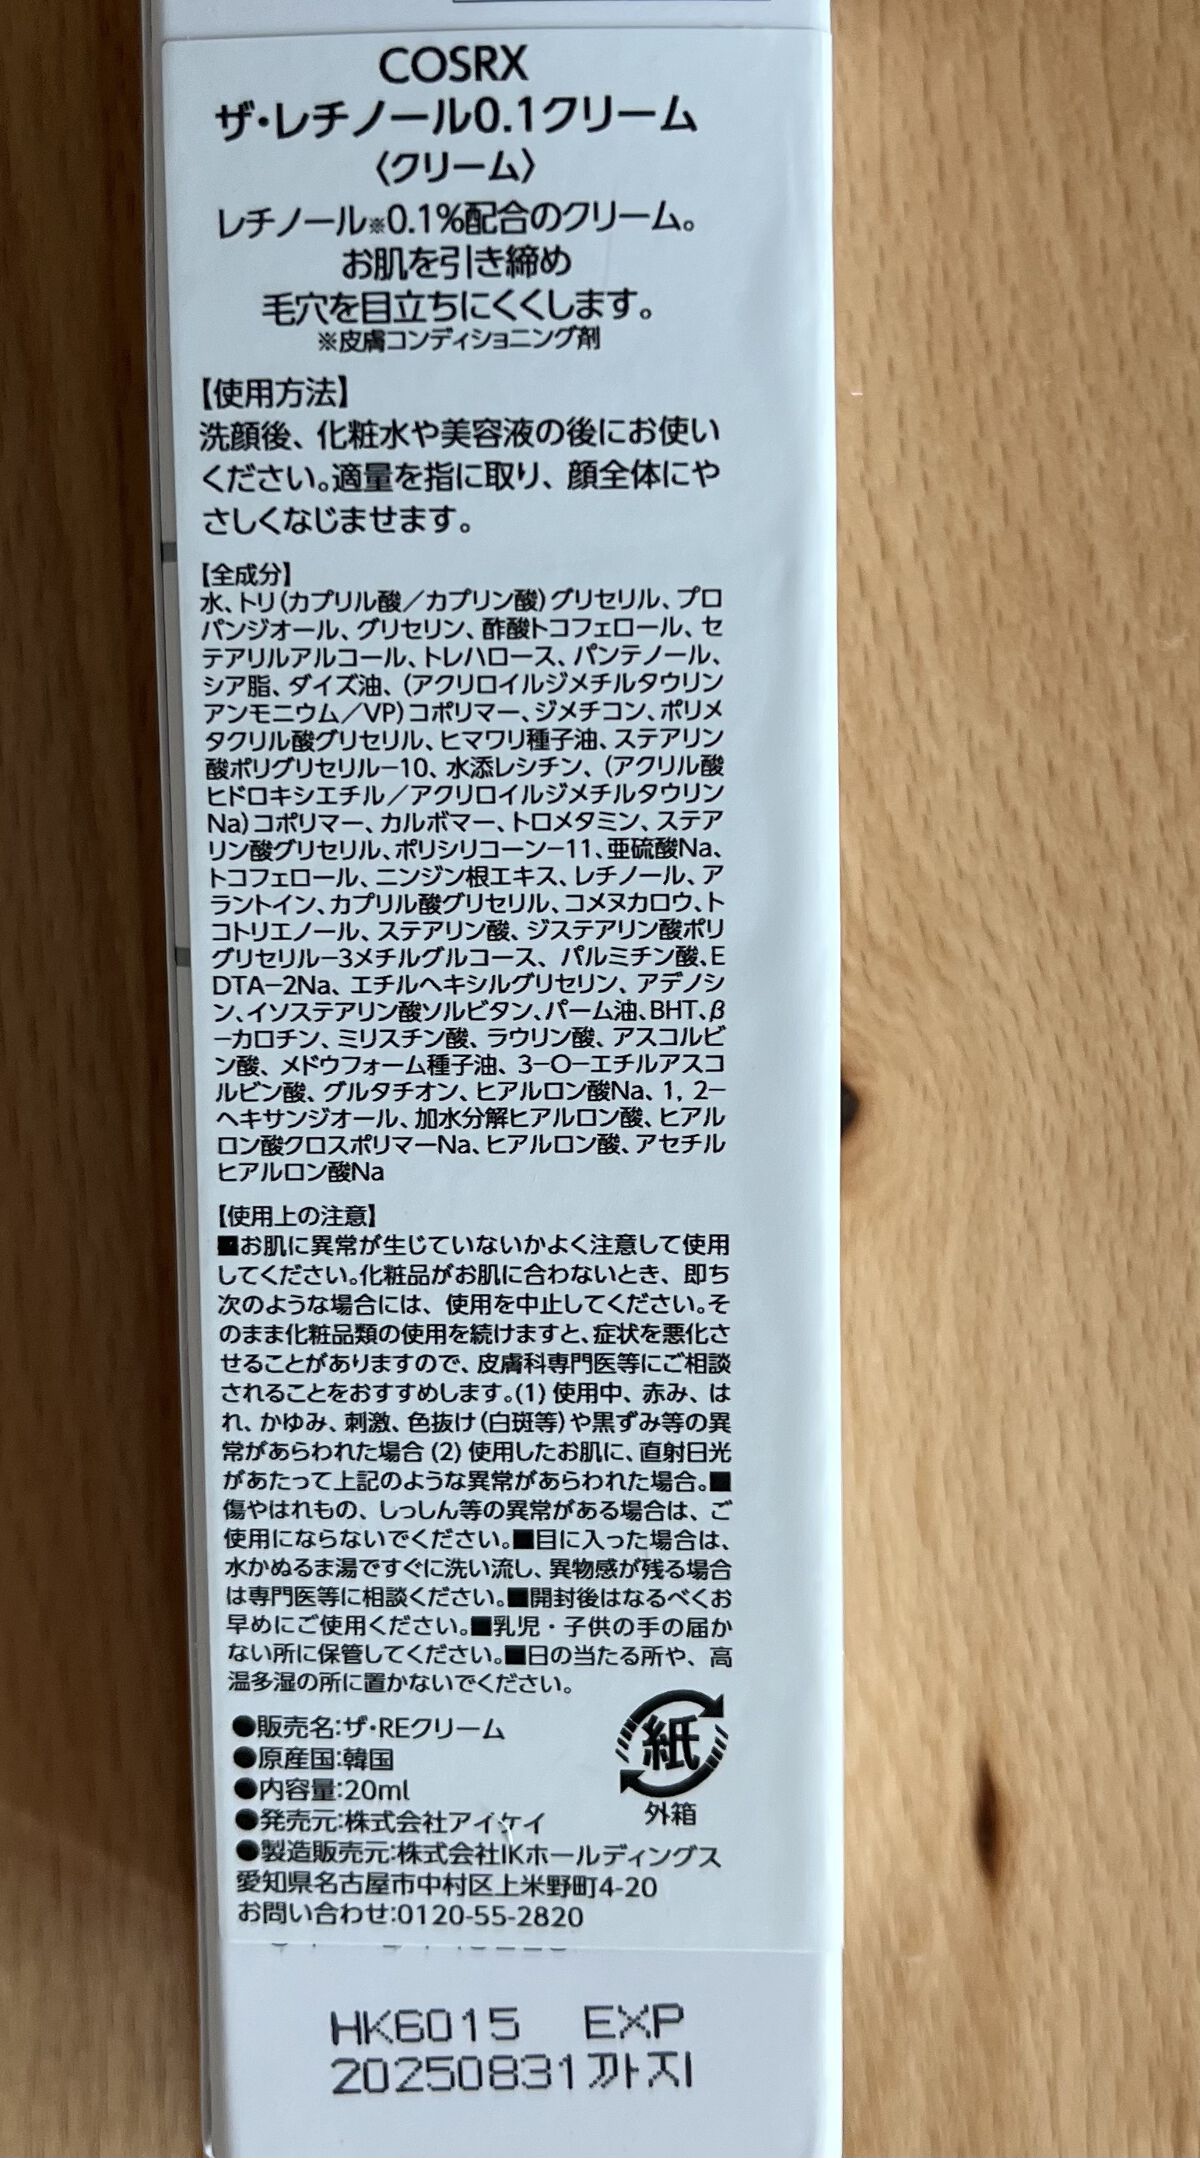 COSRX
ザ・レチノール0.1クリーム
〈クリーム〉
レチノール※0.1%配合のクリーム。
お肌を引き締め
毛穴を目立ちにくくします。
※皮膚コンディショニング剤
【使用方法】
洗顔後、化粧水や美容液の後にお使い
ください。適量を指に取り、顔全体にや
さしくなじませます。
【全成分】
水、トリ(カプリル酸/カプリン酸)グリセリル、プロ
パンジオール、グリセリン、酢酸トコフェロール、セ
テアリルアルコール、トレハロース、パンテノール、
シア脂、ダイズ油、(アクリロイルジメチルタウリン
アンモニウム/VP)コポリマー、ジメチコン、ポリメ
タクリル酸グリセリル、ヒマワリ種子油、ステアリン
酸ポリグリセリル-10、水添レシチン、(アクリル酸
ヒドロキシエチル/アクリロイルジメチルタウリン
Na)コポリマー、カルボマー、トロメタミン、ステア
リン酸グリセリル、ポリシリコーン-11、亜硫酸Na、
トコフェロール、ニンジン根エキス、レチノール、ア
ラントイン、カプリル酸グリセリル、コメヌカロウ、ト
コトリエノール、ステアリン酸、ジステアリン酸ポリ
グリセリル-3メチルグルコース、パルミチン酸、E
DTA-2Na、エチルヘキシルグリセリン、アデノシ
ン、イソステアリン酸ソルビタン、パーム油、BHT、β
-カロチン、ミリスチン酸、ラウリン酸、アスコルビ
ン酸、メドウフォーム種子油、3-O-エチルアスコ
ルビン酸、グルタチオン、ヒアルロン酸Na、1, 2-
ヘキサンジオール、加水分解ヒアルロン酸、ヒアル
ロン酸クロスポリマーNa、ヒアルロン酸、アセチル
ヒアルロン酸Na
【使用上の注意】
■お肌に異常が生じていないかよく注意して使用
してください。化粧品がお肌に合わないとき、即ち
次のような場合には、使用を中止してください。そ
のまま化粧品類の使用を続けますと、症状を悪化さ
せることがありますので、皮膚科専門医等にご相談
されることをおすすめします。(1) 使用中、赤み、は
れ、かゆみ、刺激、色抜け(白斑等)や黒ずみ等の異
常があらわれた場合 (2) 使用したお肌に、直射日光
があたって上記のような異常があらわれた場合。■
傷やはれもの、しっしん等の異常がある場合は、ご
使用にならないでください。■目に入った場合は、
水かぬるま湯ですぐに洗い流し、異物感が残る場合
は専門医等に相談ください。■開封後はなるべくお
早めにご使用ください。■乳児・子供の手の届か
ない所に保管してください。■日の当たる所や、高
温多湿の所に置かないでください。
●販売名:ザ・REクリーム
●原産国:韓国
●内容量:20ml
●発売元:株式会社アイケイ
●製造販売元:株式会社IKホールディングス
愛知県名古屋市中村区上米野町4-20
お問い合わせ:0120-55-2820
紙
外箱
HK6015 EXP
20250831까지